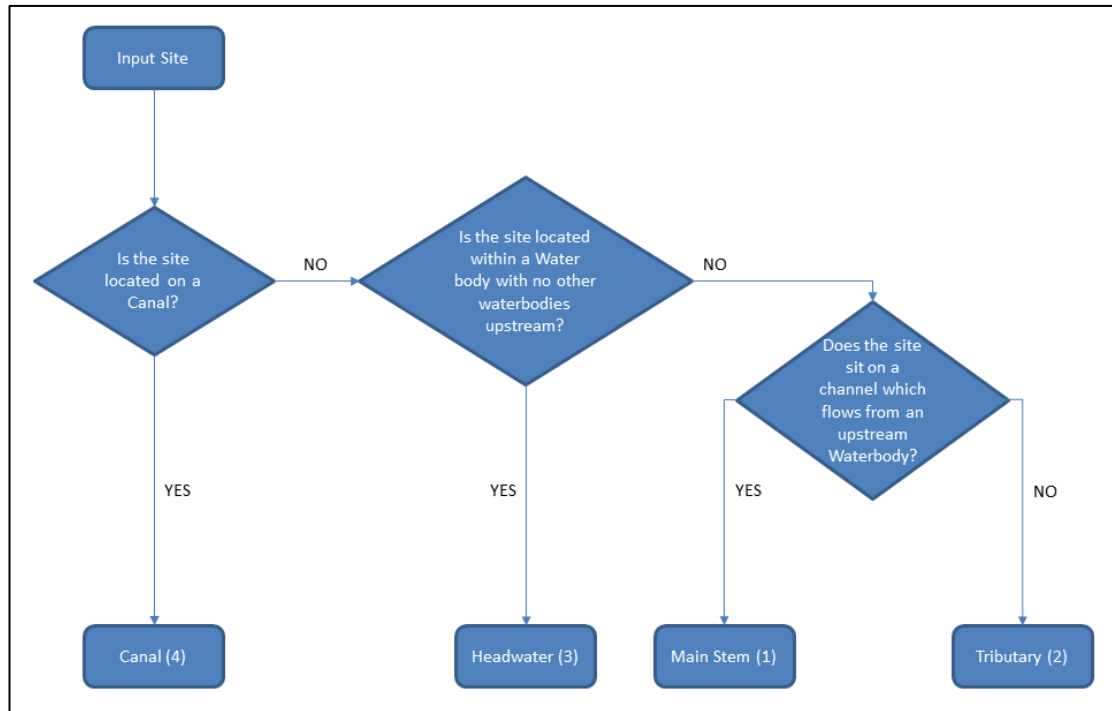 Input Site
Is the site
located on a
Canal?
NO
Is the site located
within a Water
body with no other
waterbodies
upstream?
NO
Does the site
sit on a
channel which
flows from an
upstream
Waterbody?
YES
YES
YES
NO
Canal (4)
Headwater (3)
Main Stem (1)
Tributary (2)